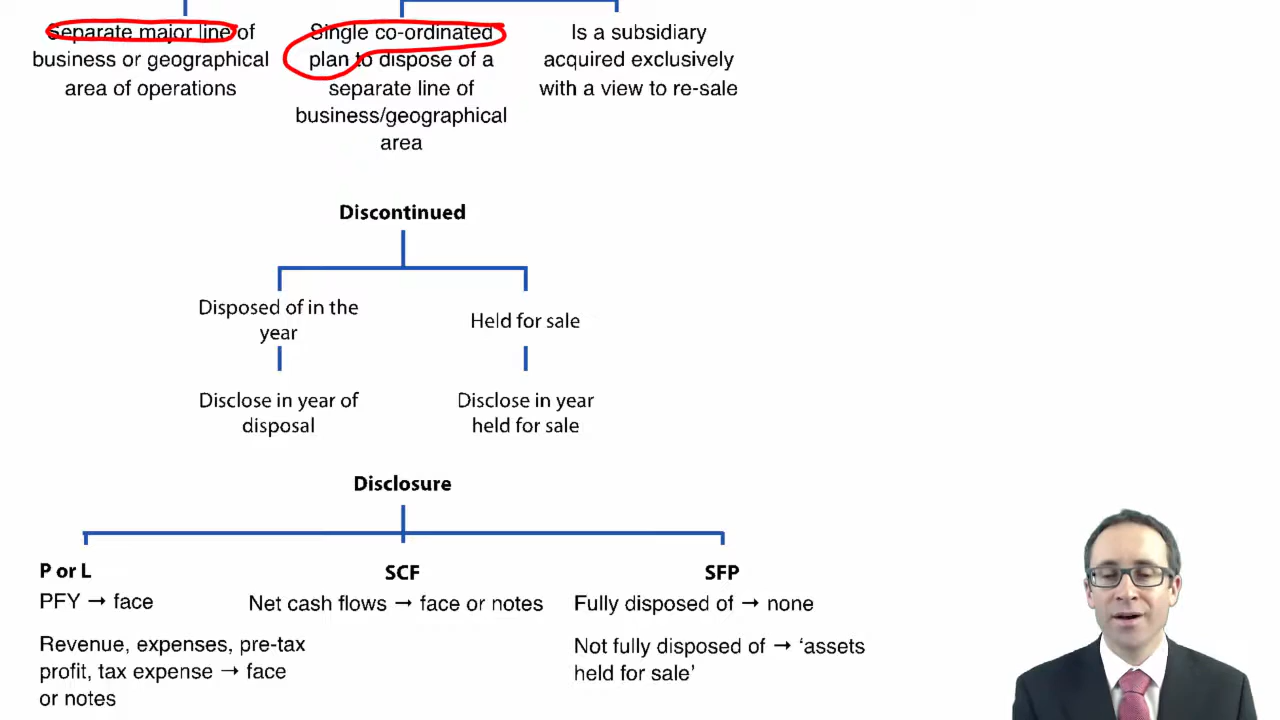 Separate major line of
business or geographical
area of operations
Single co-ordinated
plan to dispose of a
separate line of
business/geographical
area
Is a subsidiary
acquired exclusively
with a view to re-sale
Discontinued
Disposed of in the
year
Held for sale
Disclose in year of
disposal
Disclose in year
held for sale
Disclosure
P or L
PFY → face
Revenue, expenses, pre-tax
profit, tax expense → face
or notes
SCF
Net cash flows → face or notes
SFP
Fully disposed of → none
Not fully disposed of → ‘assets
held for sale’